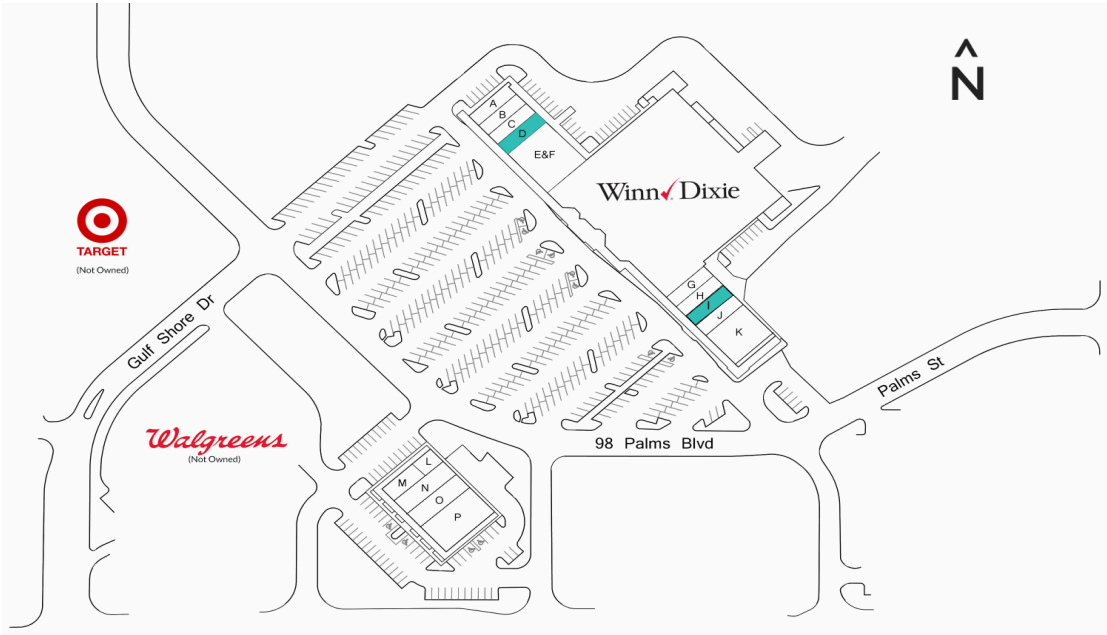 N
A
B
C
D
E&F
Winn Dixie
TARGET
(Not Owned)
G
H
I
J
K
Gulf Shore Dr
Palms St
Walgreens
(Not Owned)
98 Palms Blvd
L
M
N
O
P